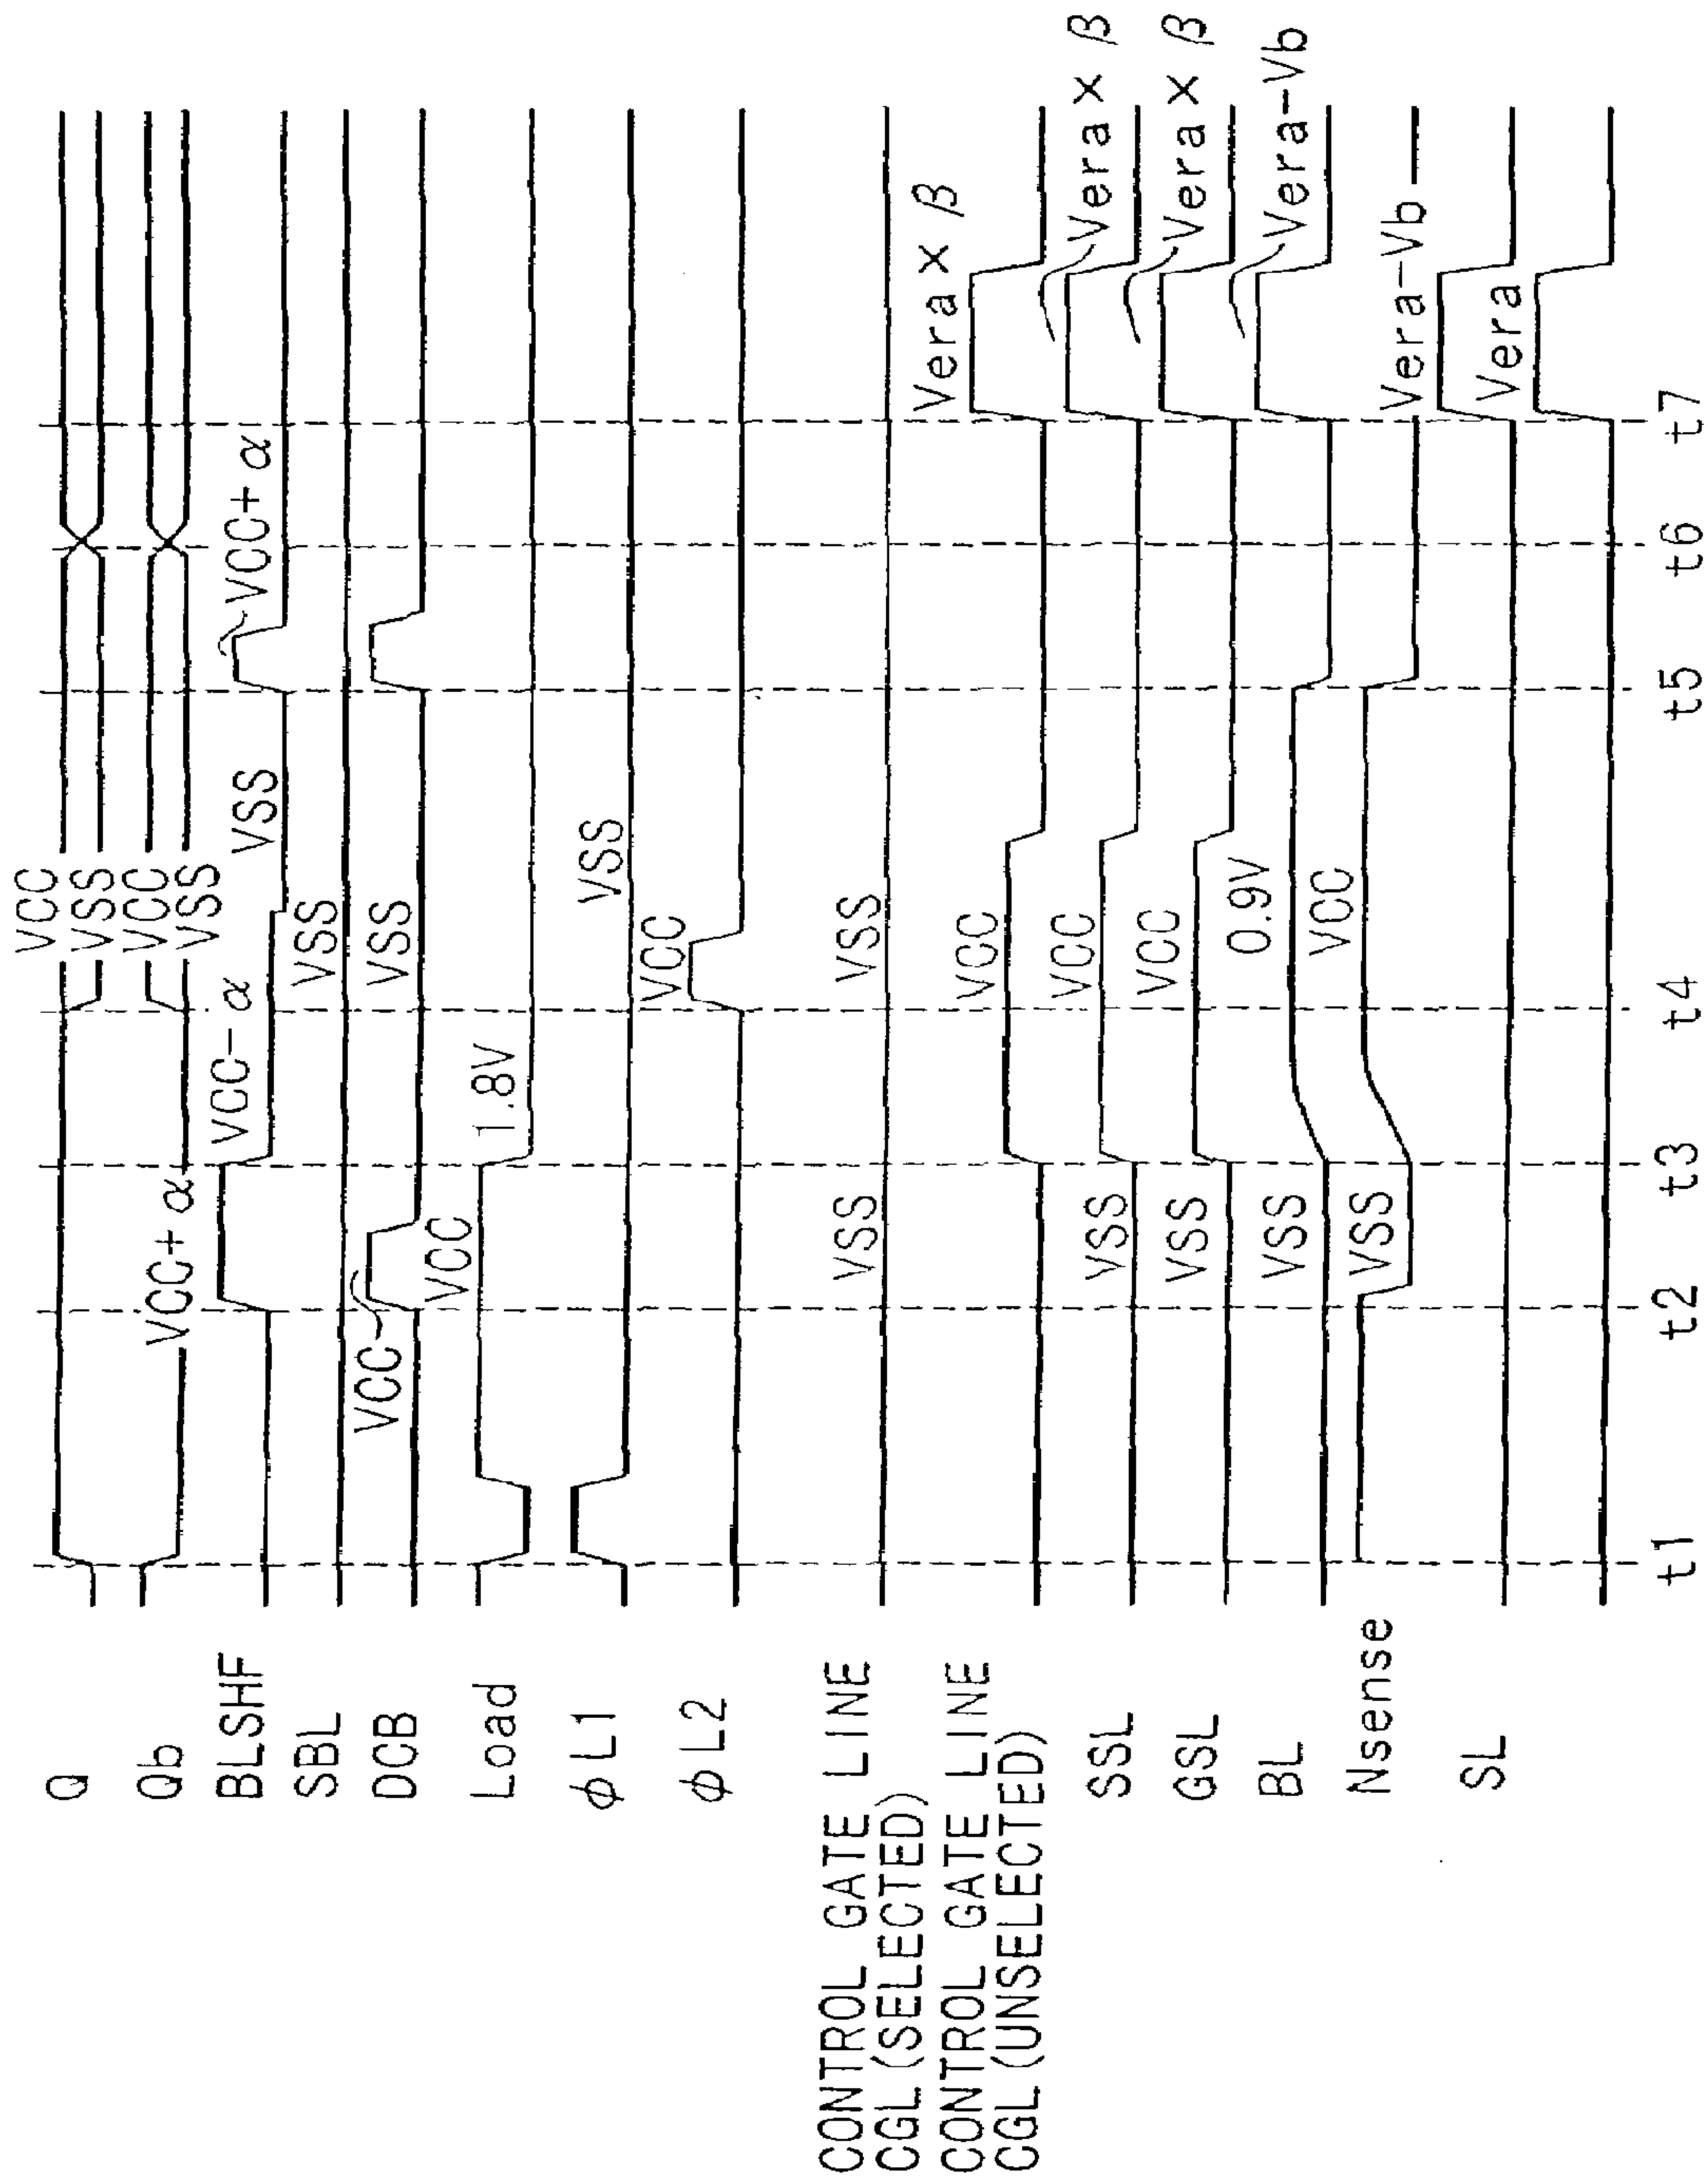 Q
VCC
VSS
Qb
VCC
VSS
BLSHF
VCC+α
VCC-α
VSS
VCC+α
SBL
VSS
DCB
VCC
VSS
Load
VCC
1.8V
φL1
VSS
φL2
VCC
CONTROL GATE LINE
CGL(SELECTED)
VSS
VSS
CONTROL GATE LINE
CGL(UNSELECTED)
VCC
Vera×β
SSL
VSS
VCC
Vera×β
GSL
VSS
VCC
Vera×β
BL
VSS
0.9V
Vera-Vb
Nsense
VSS
VCC
SL
Vera-Vb
Vera
t1 t2 t3 t4 t5 t6 t7